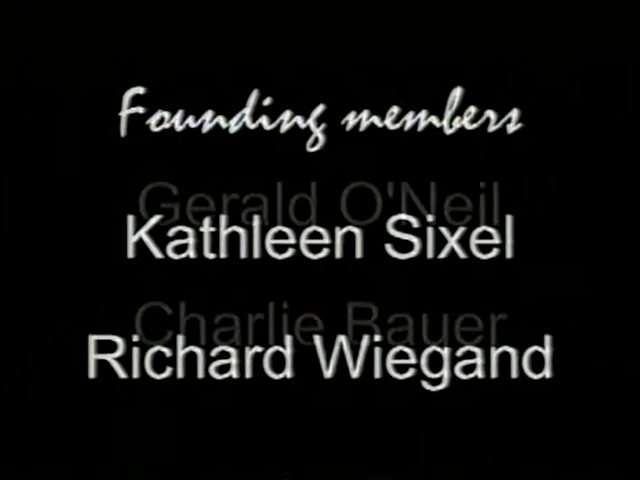 Founding members
Gerald O'Neil
Kathleen Sixel
Charlie Bauer
Richard Wiegand